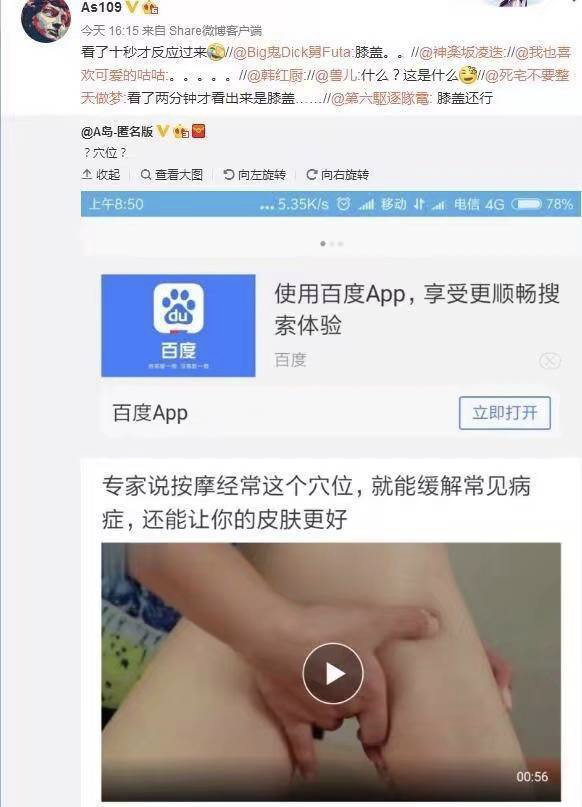 As109
今天 16:15 来自 Share微博客户端
看了十秒才反应过来//@Big鬼Dick舅Futa:膝盖。。//@神楽坂凌迭://@我也喜
欢可爱的咕咕:。。。。。//@韩红厨://@兽儿:什么？这是什么//@死宅不要整
天做梦:看了两分钟才看出来是膝盖……//@第六駆逐隊電: 膝盖还行
@A岛-匿名版
？穴位？
收起 查看大图 向左旋转 向右旋转
上午8:50 ...5.35K/s 移动 电信 4G 78%
使用百度App，享受更顺畅搜
索体验
百度
du
百度
百度App 立即打开
专家说按摩经常这个穴位，就能缓解常见病
症，还能让你的皮肤更好
00:56